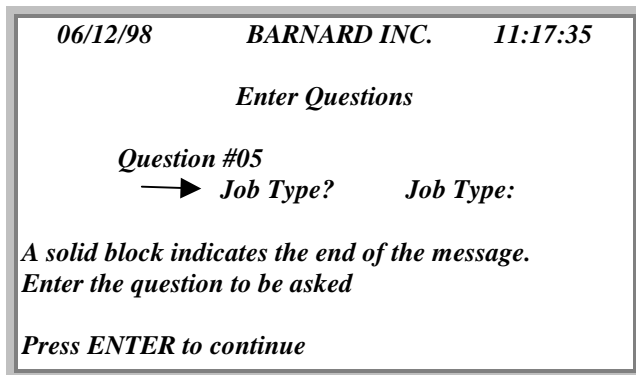 06/12/98 BARNARD INC. 11:17:35
Enter Questions
Question #05
Job Type? Job Type:
A solid block indicates the end of the message.
Enter the question to be asked
Press ENTER to continue